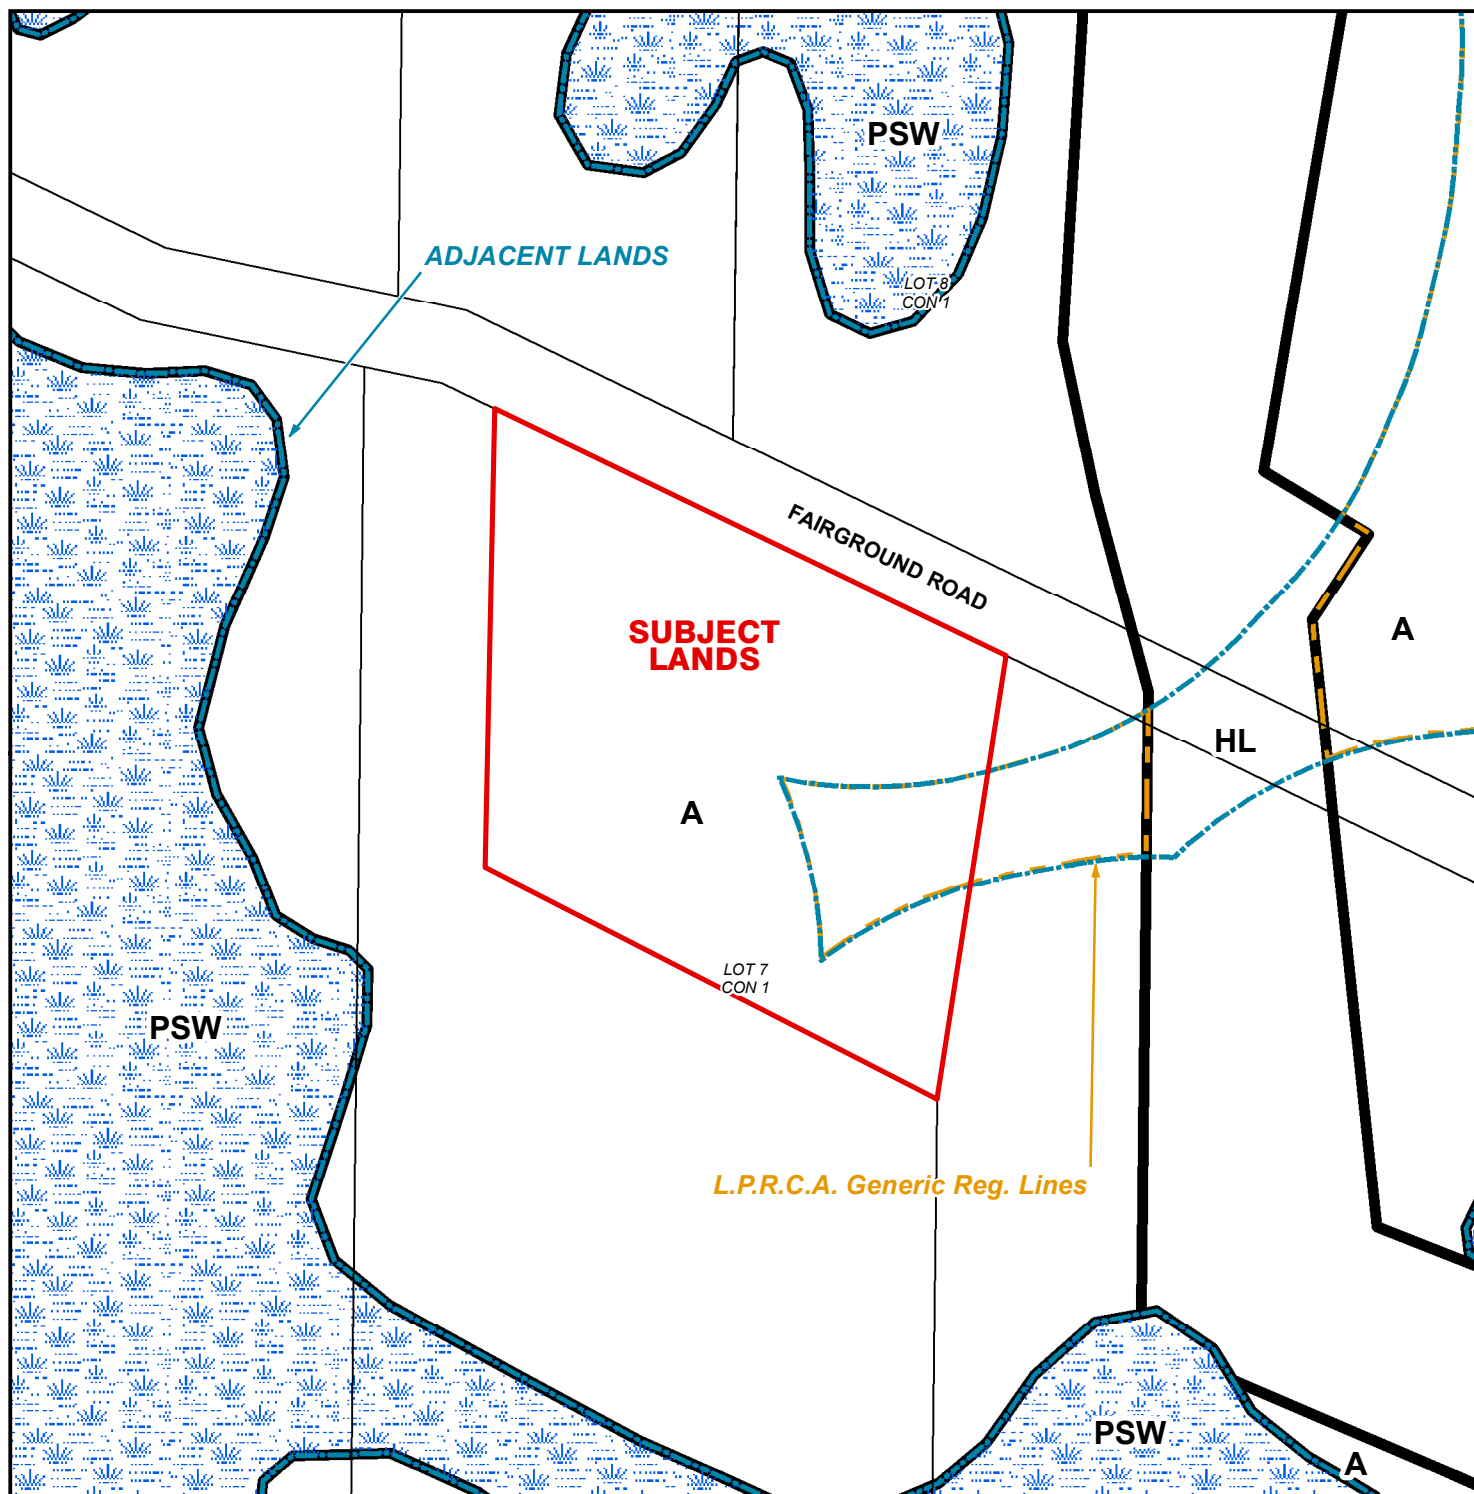 PSW
ADJACENT LANDS
LOT 8
CON 1
FAIRGROUND ROAD
SUBJECT
LANDS
A
HL
A
LOT 7
CON 1
PSW
L.P.R.C.A. Generic Reg. Lines
PSW
A